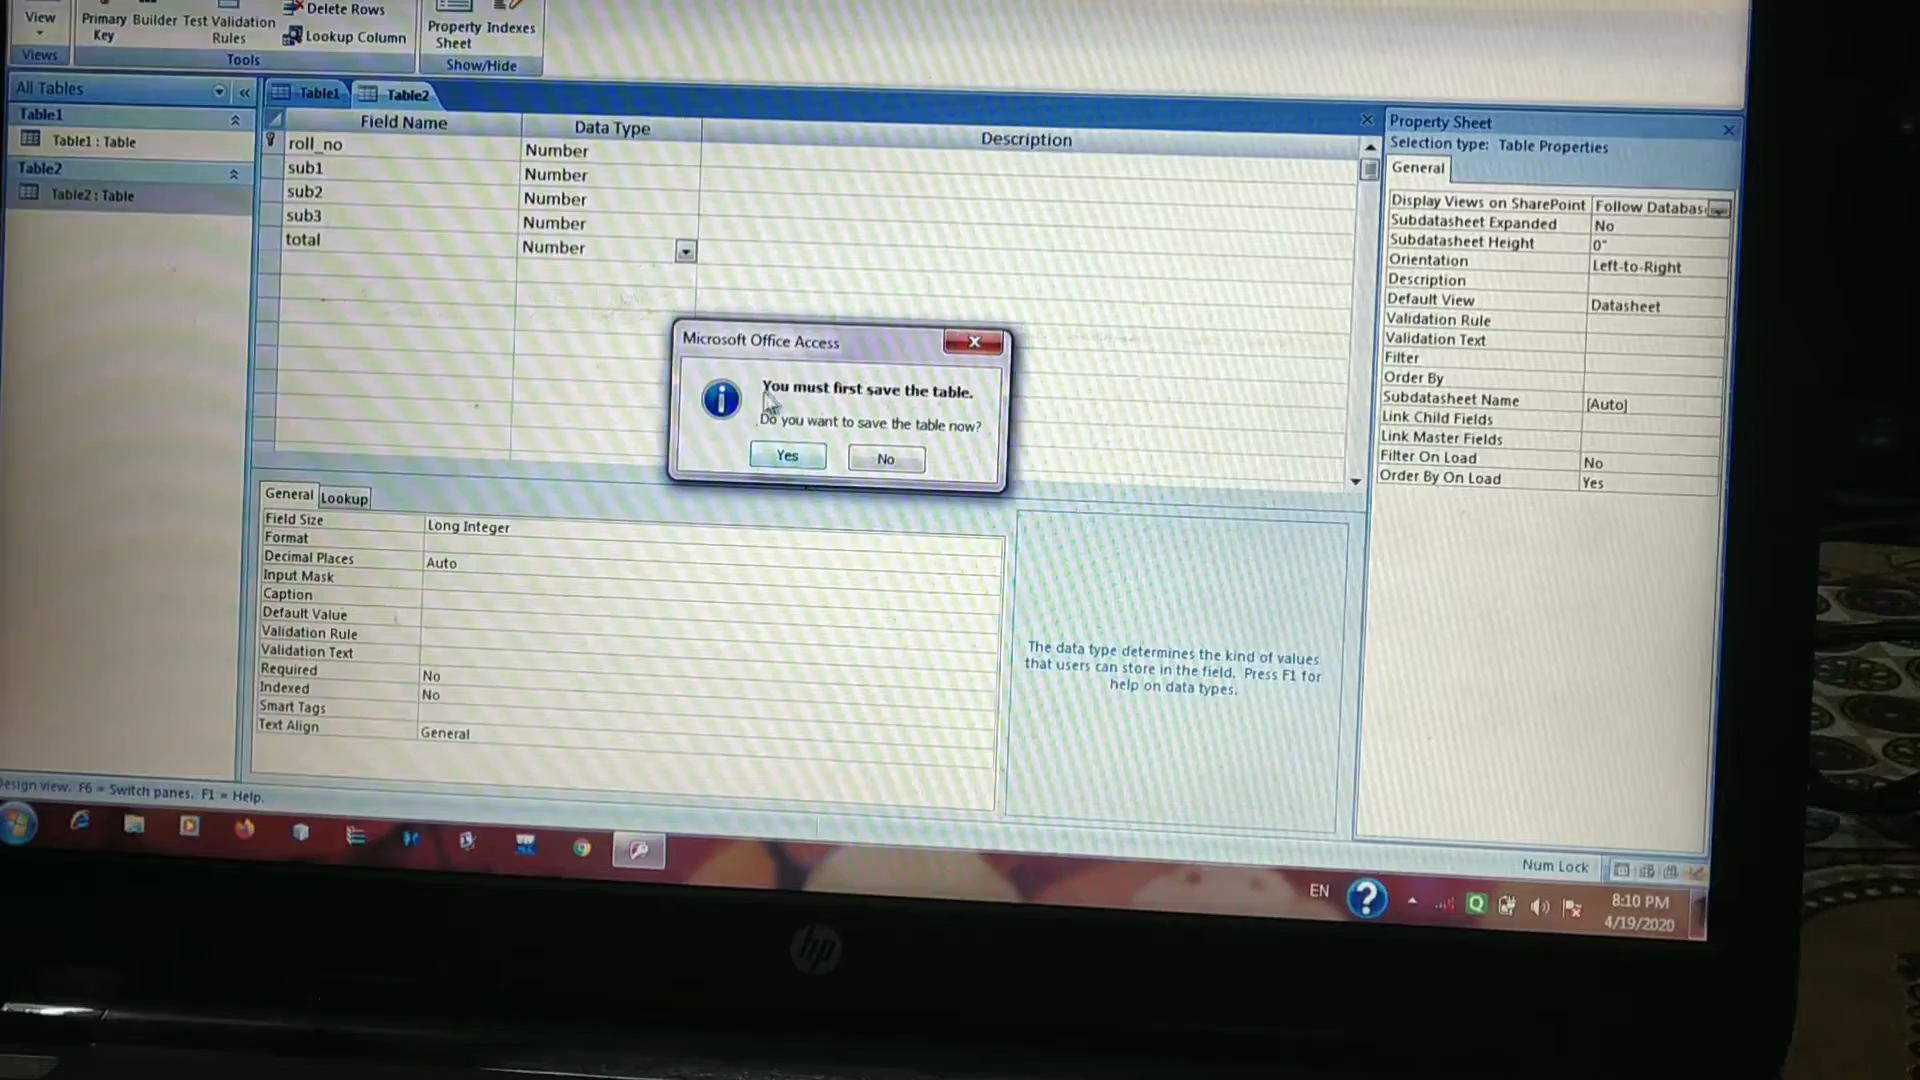 View
Primary Key
Builder
Test Validation Rules
Delete Rows
Lookup Column
Property Sheet
Indexes
Views
Tools
Show/Hide
All Tables
Table1
Table1 : Table
Table2
Table2 : Table
Table1
Table2
Field Name
Data Type
Description
roll_no
Number
sub1
Number
sub2
Number
sub3
Number
total
Number
Microsoft Office Access
You must first save the table.
Do you want to save the table now?
Yes
No
General
Lookup
Field Size
Long Integer
Format
Decimal Places
Auto
Input Mask
Caption
Default Value
Validation Rule
Validation Text
Required
No
Indexed
No
Smart Tags
Text Align
General
The data type determines the kind of values
that users can store in the field. Press F1 for
help on data types.
Property Sheet
Selection type: Table Properties
General
Display Views on SharePoint
Follow Databas
Subdatasheet Expanded
No
Subdatasheet Height
0"
Orientation
Left-to-Right
Description
Default View
Datasheet
Validation Rule
Validation Text
Filter
Order By
Subdatasheet Name
[Auto]
Link Child Fields
Link Master Fields
Filter On Load
No
Order By On Load
Yes
Design view. F6 = Switch panes. F1 = Help.
Num Lock
EN
8:10 PM
4/19/2020
hp